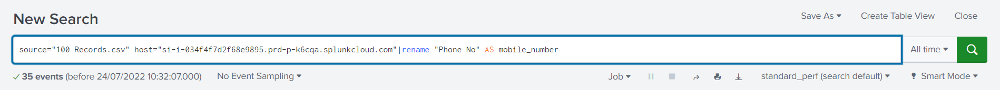 New Search
Save As Create Table View Close
source="100 Records.csv" host="si-i-034f4f7d2f68e9895.prd-p-k6cqa.splunkcloud.com"|rename "Phone No" AS mobile_number
All time
35 events (before 24/07/2022 10:32:07.000) No Event Sampling Job standard_perf (search default) Smart Mode